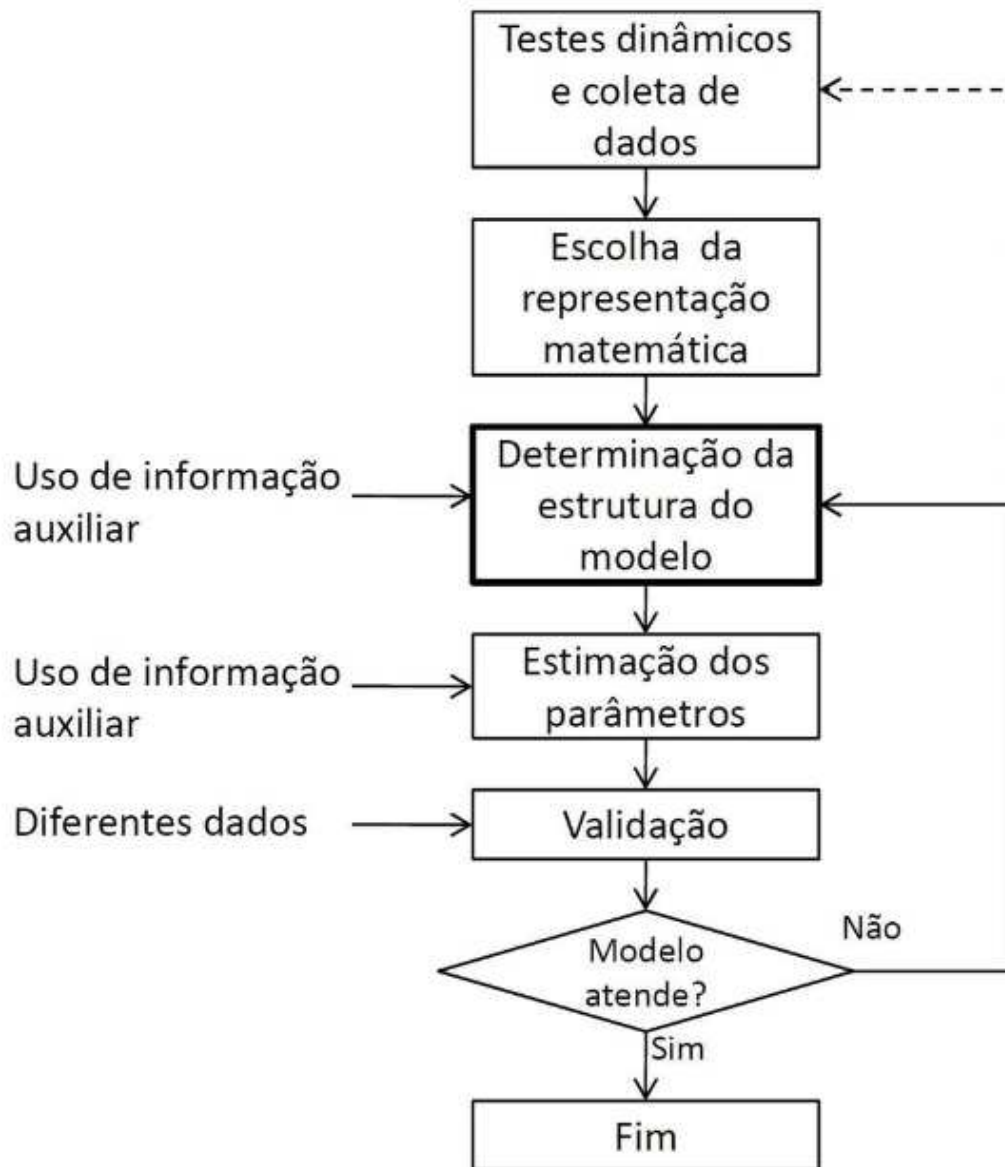 Testes dinâmicos
e coleta de
dados
Escolha da
representação
matemática
Uso de informação
auxiliar
Determinação da
estrutura do
modelo
Uso de informação
auxiliar
Estimação dos
parâmetros
Diferentes dados
Validação
Modelo
atende?
Não
Sim
Fim